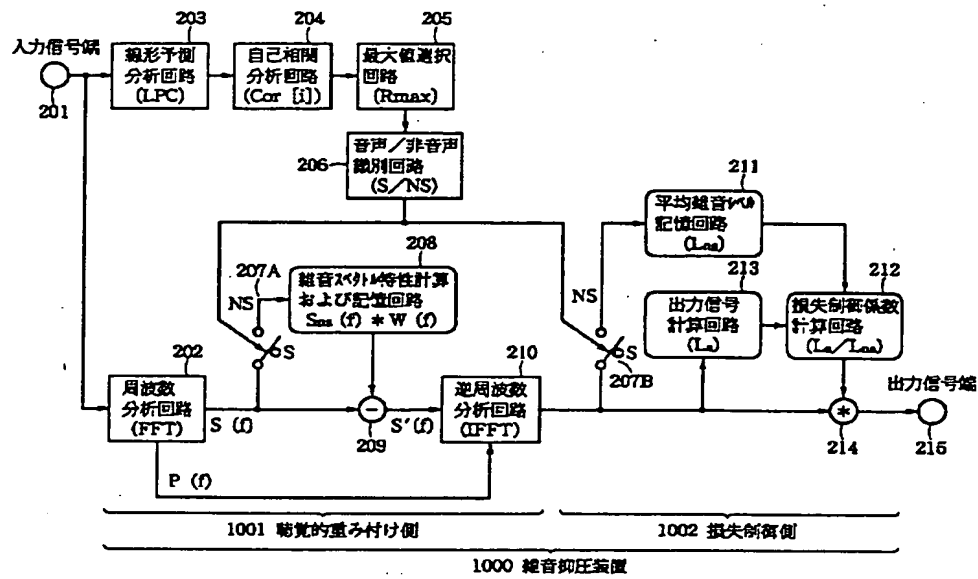 203
204
205
入力信号端
201
線形予測
分析回路
(LPC)
自己相関
分析回路
(Cor [i])
最大値選択
回路
(Rmax)
206
音声/非音声
識別回路
(S/NS)
211
平均雑音レベル
記憶回路
(Lns)
208
207A
NS
雑音スペクトル特性計算
および記憶回路
Sns (f) * W (f)
S
213
212
NS
出力信号
計算回路
(Ls)
損失制御係数
計算回路
(Ls/Lns)
S
207B
202
周波数
分析回路
(FFT)
S (f)
209
S'(f)
210
逆周波数
分析回路
(IFFT)
*
214
出力信号端
215
P (f)
1001 聴覚的重み付け側
1002 損失制御側
1000 雑音抑圧装置